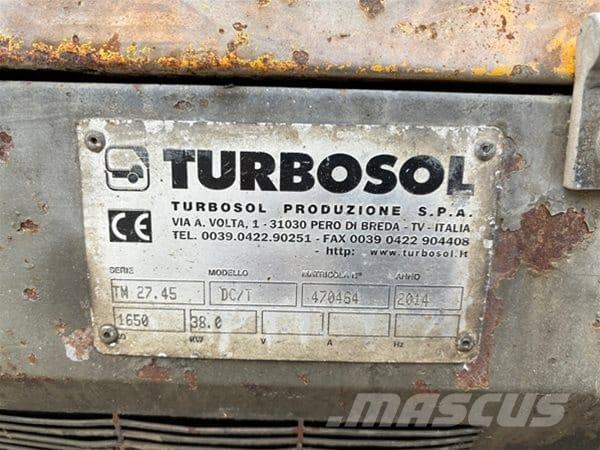 TURBOSOL
TURBOSOL PRODUZIONE S.P.A.
VIA A. VOLTA, 1 - 31030 PERO DI BREDA - TV - ITALIA
TEL. 0039.0422.90251 - FAX 0039 0422 904408
- http: www.turbosol.it
CE
SERIE MODELLO MATRICOLA N° ANNO
TM 27.45 DC/T 470464 2014
1650 38.0
KG KW V A Hz
MASCUS